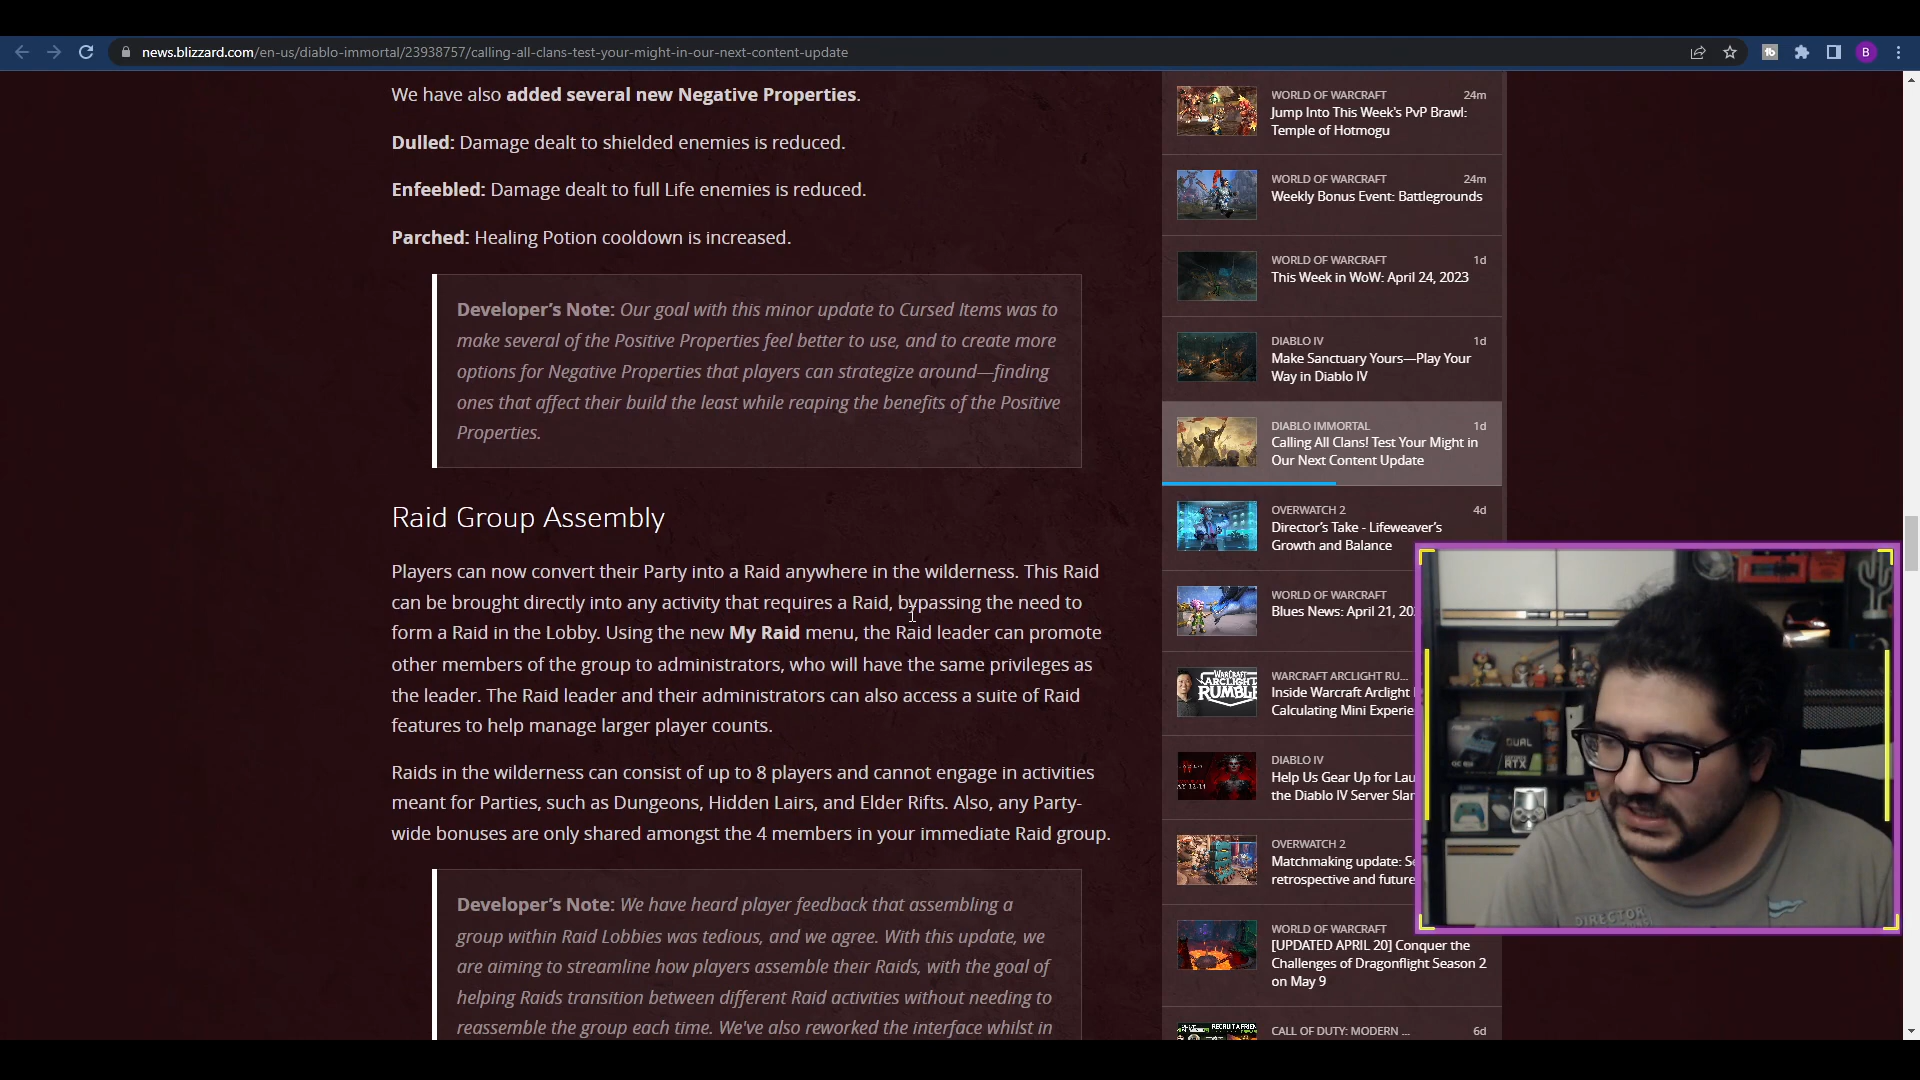 news.blizzard.com/en-us/diablo-immortal/23938757/calling-all-clans-test-your-might-in-our-next-content-update
B
We have also added several new Negative Properties.
Dulled: Damage dealt to shielded enemies is reduced.
Enfeebled: Damage dealt to full Life enemies is reduced.
Parched: Healing Potion cooldown is increased.
Developer’s Note: Our goal with this minor update to Cursed Items was to
make several of the Positive Properties feel better to use, and to create more
options for Negative Properties that players can strategize around—finding
ones that affect their build the least while reaping the benefits of the Positive
Properties.
Raid Group Assembly
Players can now convert their Party into a Raid anywhere in the wilderness. This Raid
can be brought directly into any activity that requires a Raid, bypassing the need to
form a Raid in the Lobby. Using the new My Raid menu, the Raid leader can promote
other members of the group to administrators, who will have the same privileges as
the leader. The Raid leader and their administrators can also access a suite of Raid
features to help manage larger player counts.
Raids in the wilderness can consist of up to 8 players and cannot engage in activities
meant for Parties, such as Dungeons, Hidden Lairs, and Elder Rifts. Also, any Party-
wide bonuses are only shared amongst the 4 members in your immediate Raid group.
Developer’s Note: We have heard player feedback that assembling a
group within Raid Lobbies was tedious, and we agree. With this update, we
are aiming to streamline how players assemble their Raids, with the goal of
helping Raids transition between different Raid activities without needing to
reassemble the group each time. We've also reworked the interface whilst in
WORLD OF WARCRAFT 24m
Jump Into This Week's PvP Brawl:
Temple of Hotmogu
WORLD OF WARCRAFT 24m
Weekly Bonus Event: Battlegrounds
WORLD OF WARCRAFT 1d
This Week in WoW: April 24, 2023
DIABLO IV 1d
Make Sanctuary Yours—Play Your
Way in Diablo IV
DIABLO IMMORTAL 1d
Calling All Clans! Test Your Might in
Our Next Content Update
OVERWATCH 2 4d
Director’s Take - Lifeweaver’s
Growth and Balance
WORLD OF WARCRAFT
Blues News: April 21, 20
WARCRAFT ARCLIGHT RU...
Inside Warcraft Arclight
Calculating Mini Experie
WARCRAFT
ARCLIGHT
RUMBL
DIABLO IV
Help Us Gear Up for Lau
the Diablo IV Server Slar
OVERWATCH 2
Matchmaking update: Se
retrospective and future
WORLD OF WARCRAFT
[UPDATED APRIL 20] Conquer the
Challenges of Dragonflight Season 2
on May 9
CALL OF DUTY: MODERN ... 6d
RECRUIT A FRIEN
DUAL
RTX
DIRECTOR